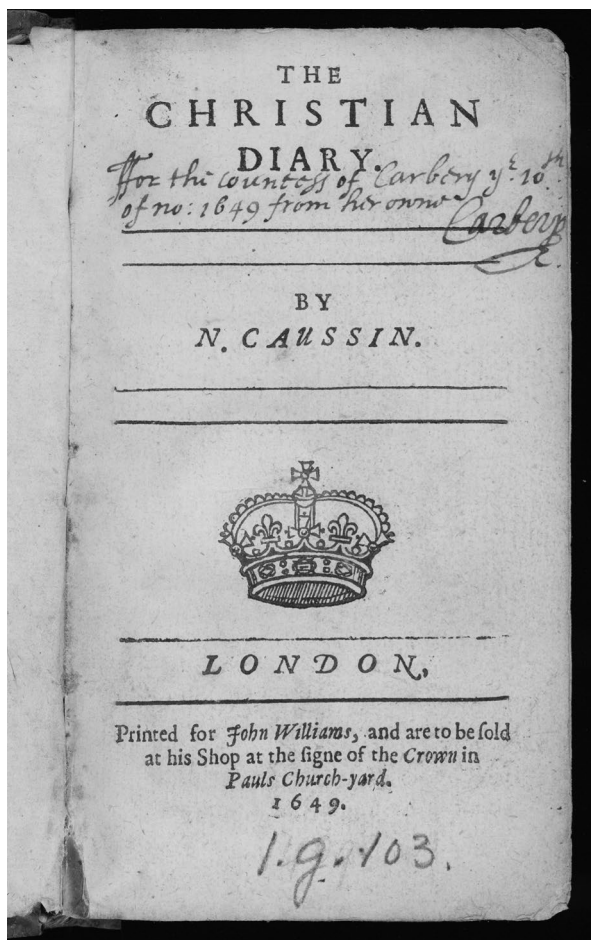 THE
CHRISTIAN
DIARY.
ffor the countess of Carbery yᵉ 10ᵗʰ
of no: 1649 from her owne
Carbery
BY
N. CAUSSIN.
LONDON,
Printed for John Williams, and are to be ſold
at his Shop at the ſigne of the Crown in
Pauls Church-yard.
1649.
1.g.103.